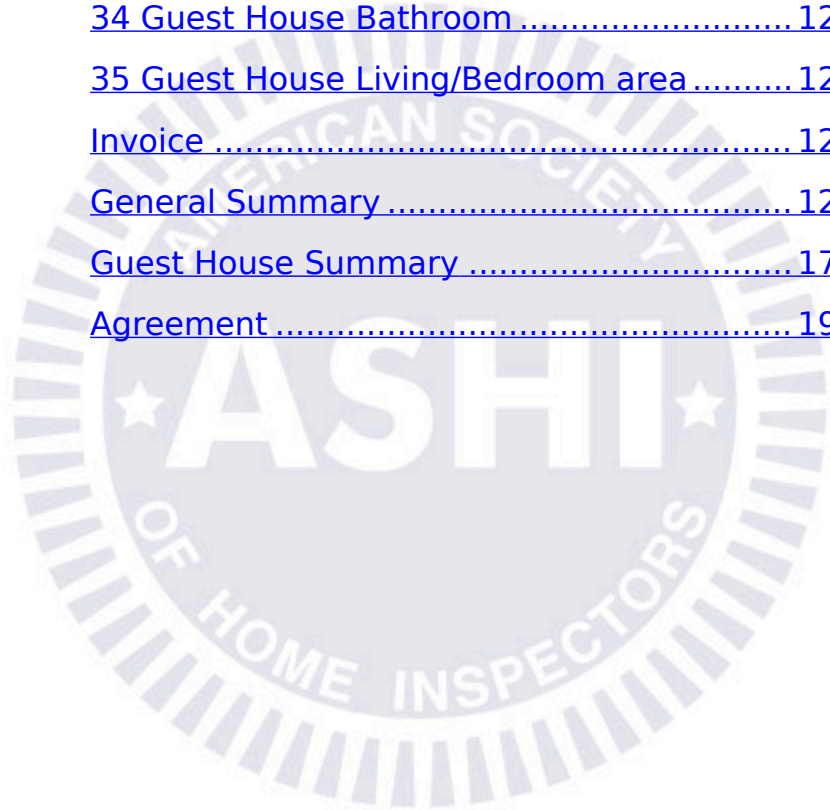 34 Guest House Bathroom ............................ 12
35 Guest House Living/Bedroom area .......... 12
Invoice ........................................................... 12
General Summary ......................................... 12
Guest House Summary ................................. 17
Agreement ..................................................... 19
AMERICAN SOCIETY
ASHI
OF HOME INSPECTORS